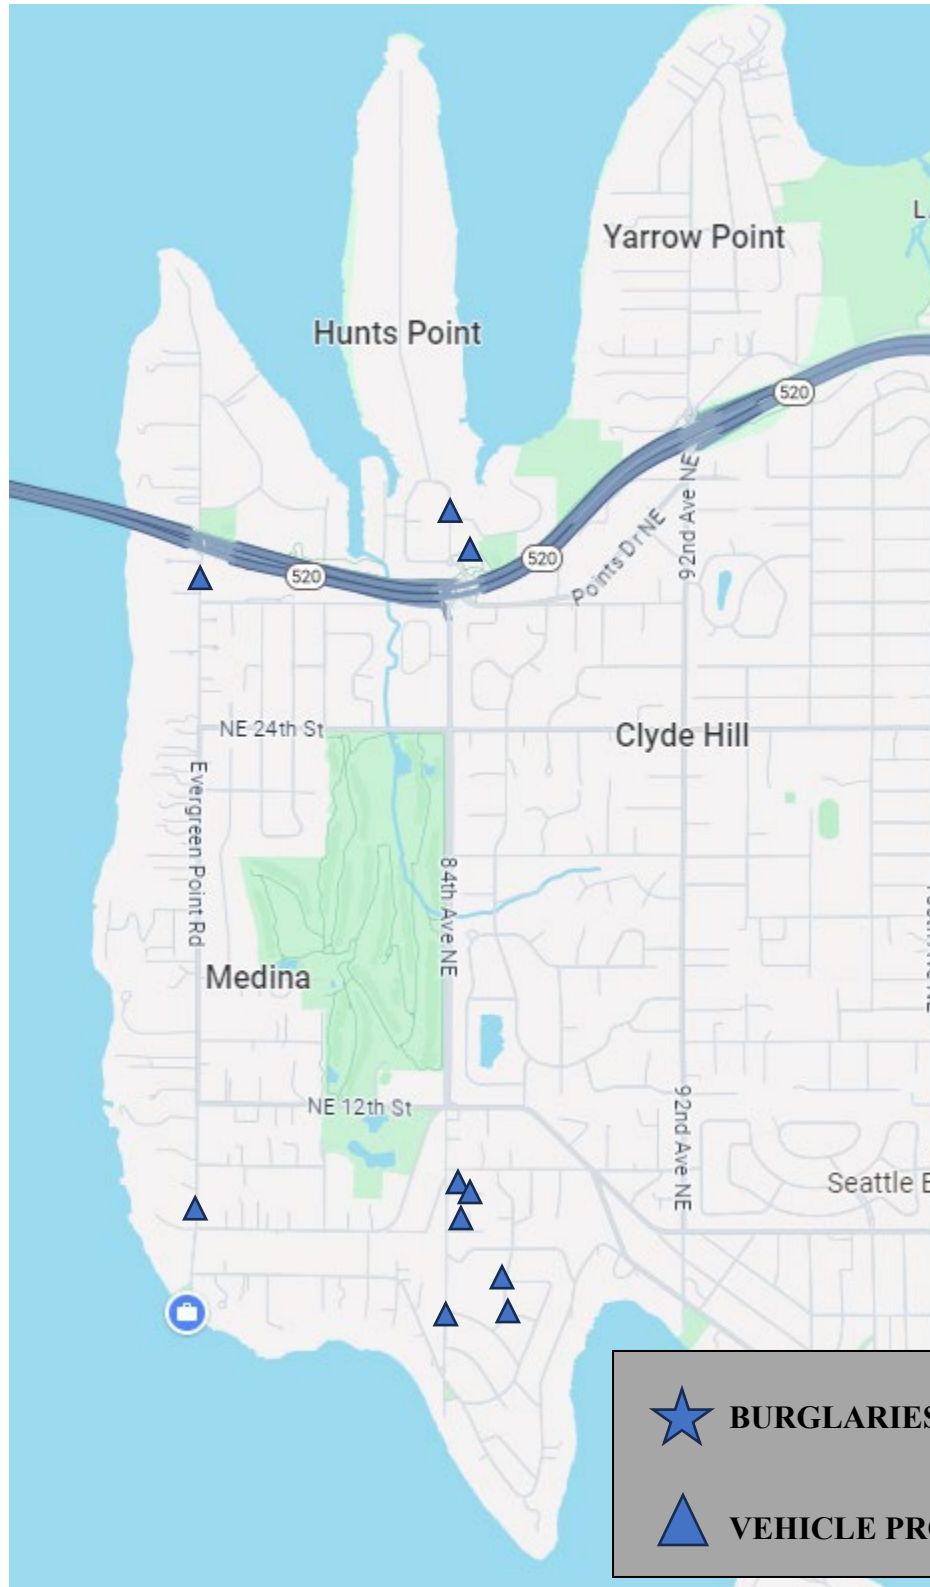 Yarrow Point
Hunts Point
520
520
520
92nd Ave NE
Points Dr NE
NE 24th St
Clyde Hill
Evergreen Point Rd
84th Ave NE
Medina
NE 12th St
92nd Ave NE
Seattle
BURGLARIES
VEHICLE